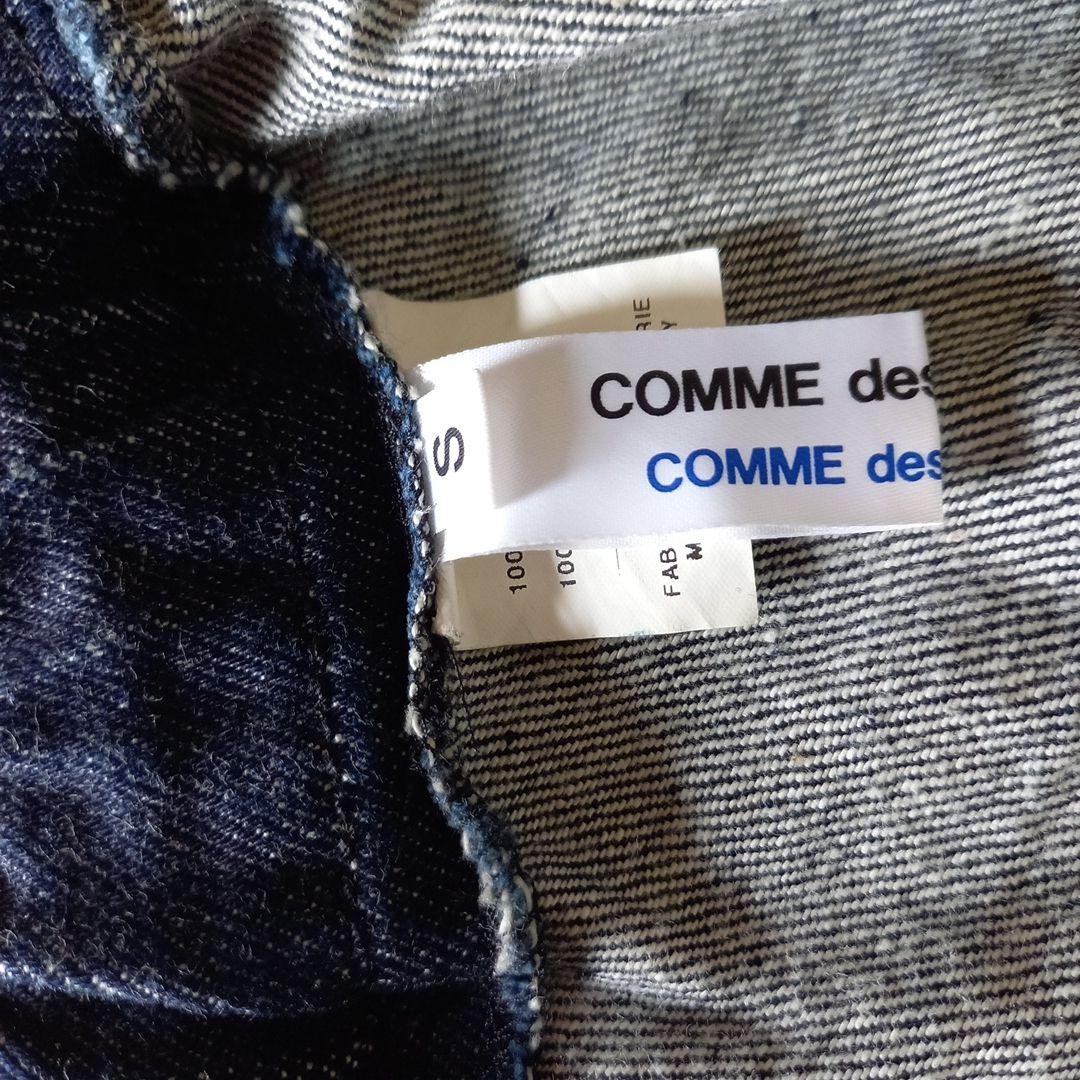 COMME des
COMME des
S
RIE
Y
100
100
FAB
M